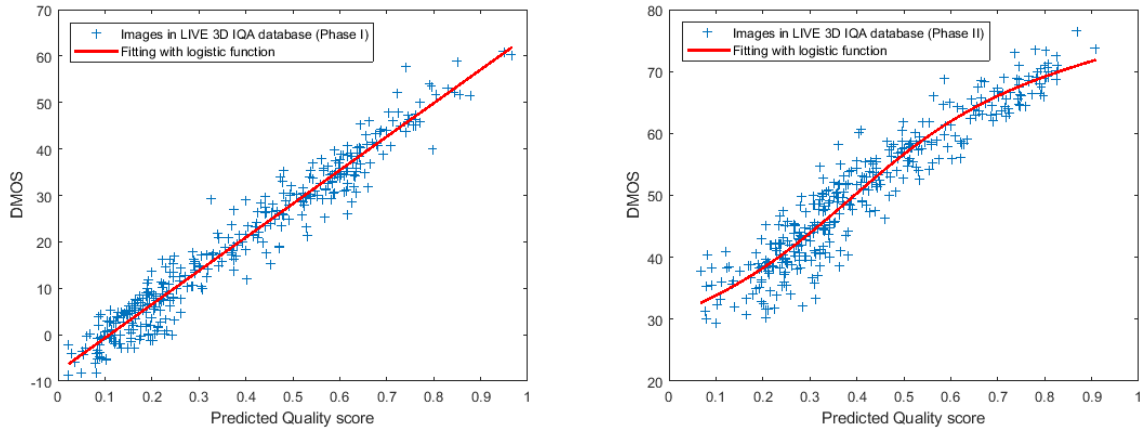 70
60
50
40
30
20
10
0
-10
DMOS
Images in LIVE 3D IQA database (Phase I)
Fitting with logistic function
0 0.1 0.2 0.3 0.4 0.5 0.6 0.7 0.8 0.9 1
Predicted Quality score
80
70
60
50
40
30
20
DMOS
Images in LIVE 3D IQA database (Phase II)
Fitting with logistic function
0 0.1 0.2 0.3 0.4 0.5 0.6 0.7 0.8 0.9 1
Predicted Quality score